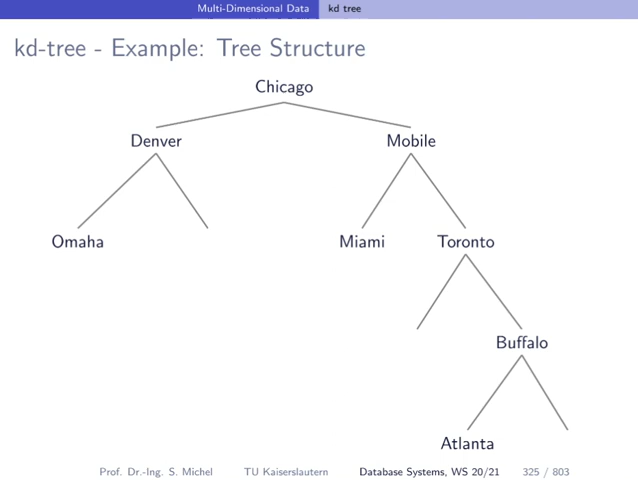 Multi-Dimensional Data kd tree
kd-tree - Example: Tree Structure
Chicago
Denver Mobile
Omaha Miami Toronto
Buffalo
Atlanta
Prof. Dr.-Ing. S. Michel TU Kaiserslautern Database Systems, WS 20/21 325 / 803